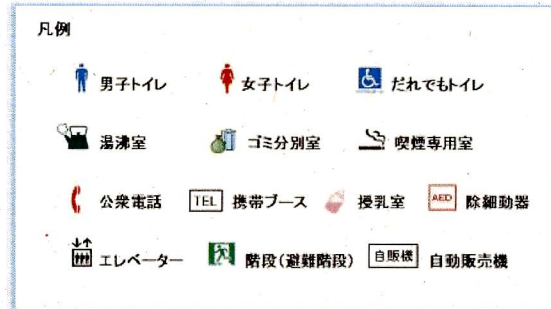 凡例
男子トイレ 女子トイレ だれでもトイレ
湯沸室 ゴミ分別室 喫煙専用室
公衆電話 TEL 携帯ブース 授乳室 AED 除細動器
エレベーター 階段(避難階段) 自販機 自動販売機